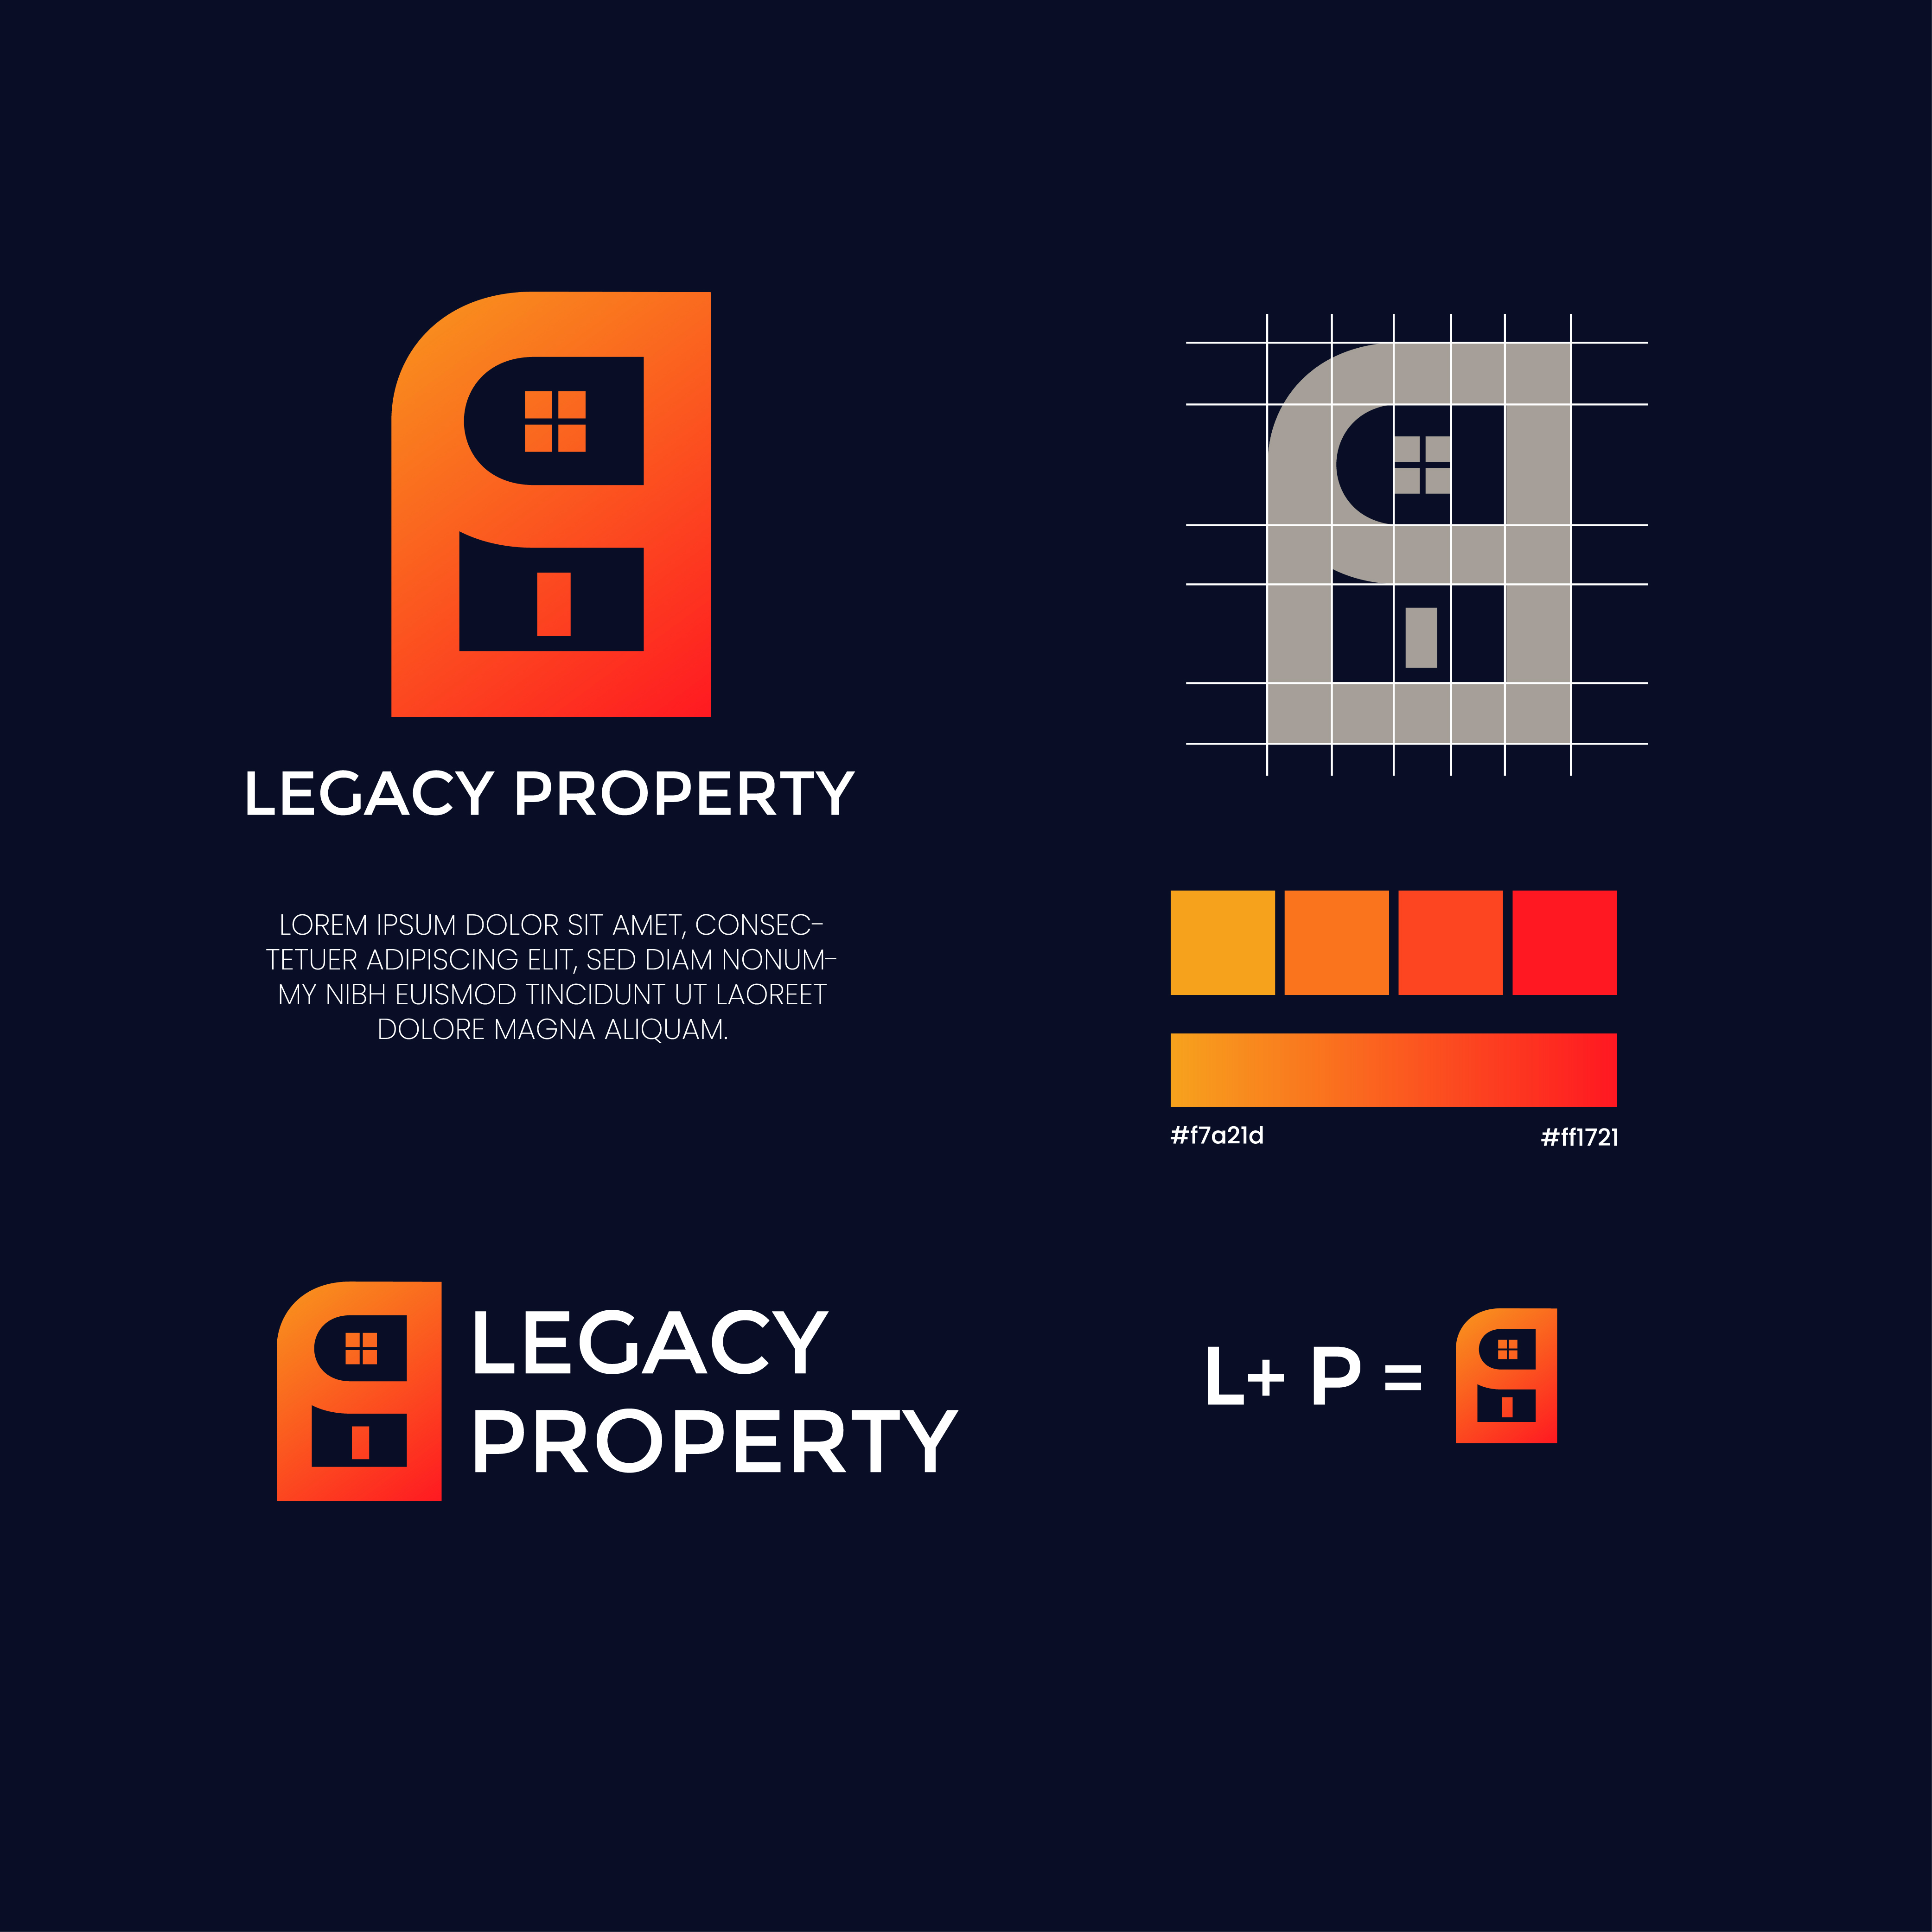 LEGACY PROPERTY
LOREM IPSUM DOLOR SIT AMET, CONSEC-
TETUER ADIPISCING ELIT, SED DIAM NONUM-
MY NIBH EUISMOD TINCIDUNT UT LAOREET
DOLORE MAGNA ALIQUAM.
#f7a21d
#ff1721
LEGACY
PROPERTY
L+ P =